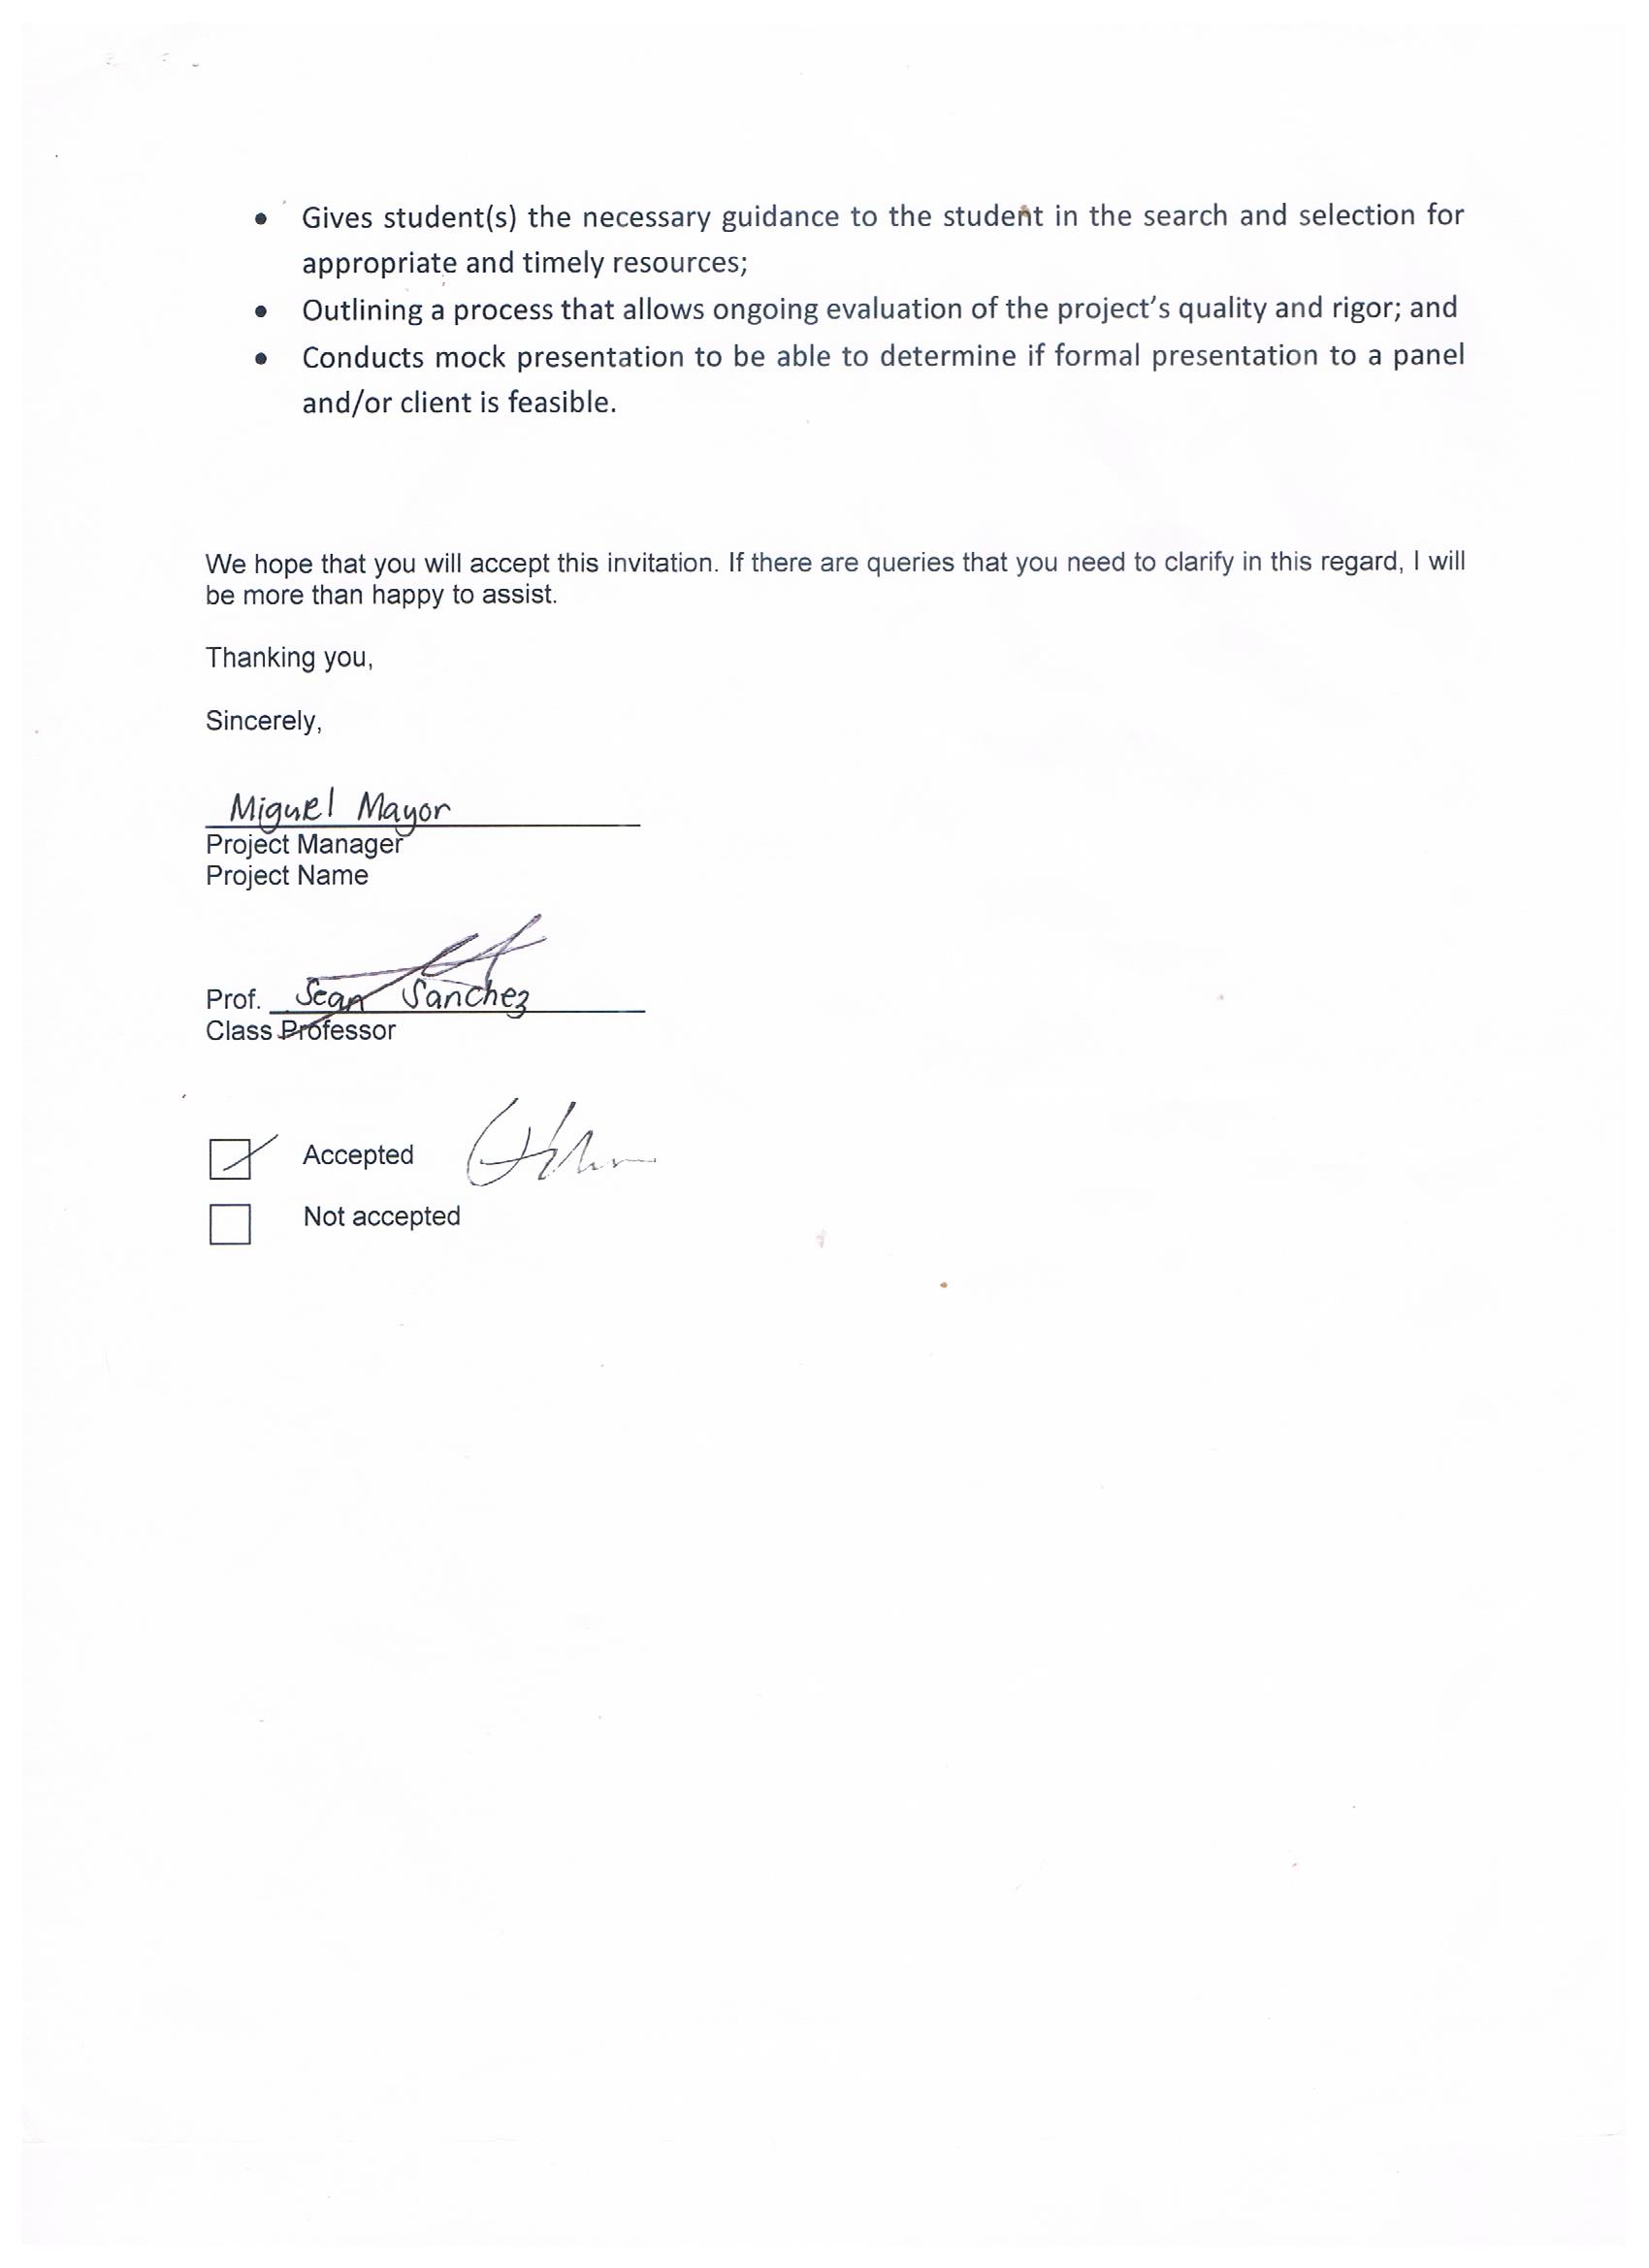 • Gives student(s) the necessary guidance to the student in the search and selection for
appropriate and timely resources;
• Outlining a process that allows ongoing evaluation of the project’s quality and rigor; and
• Conducts mock presentation to be able to determine if formal presentation to a panel
and/or client is feasible.
We hope that you will accept this invitation. If there are queries that you need to clarify in this regard, I will
be more than happy to assist.
Thanking you,
Sincerely,
Miguel Mayor
Project Manager
Project Name
Prof. Sean Sanchez
Class Professor
Accepted
Not accepted